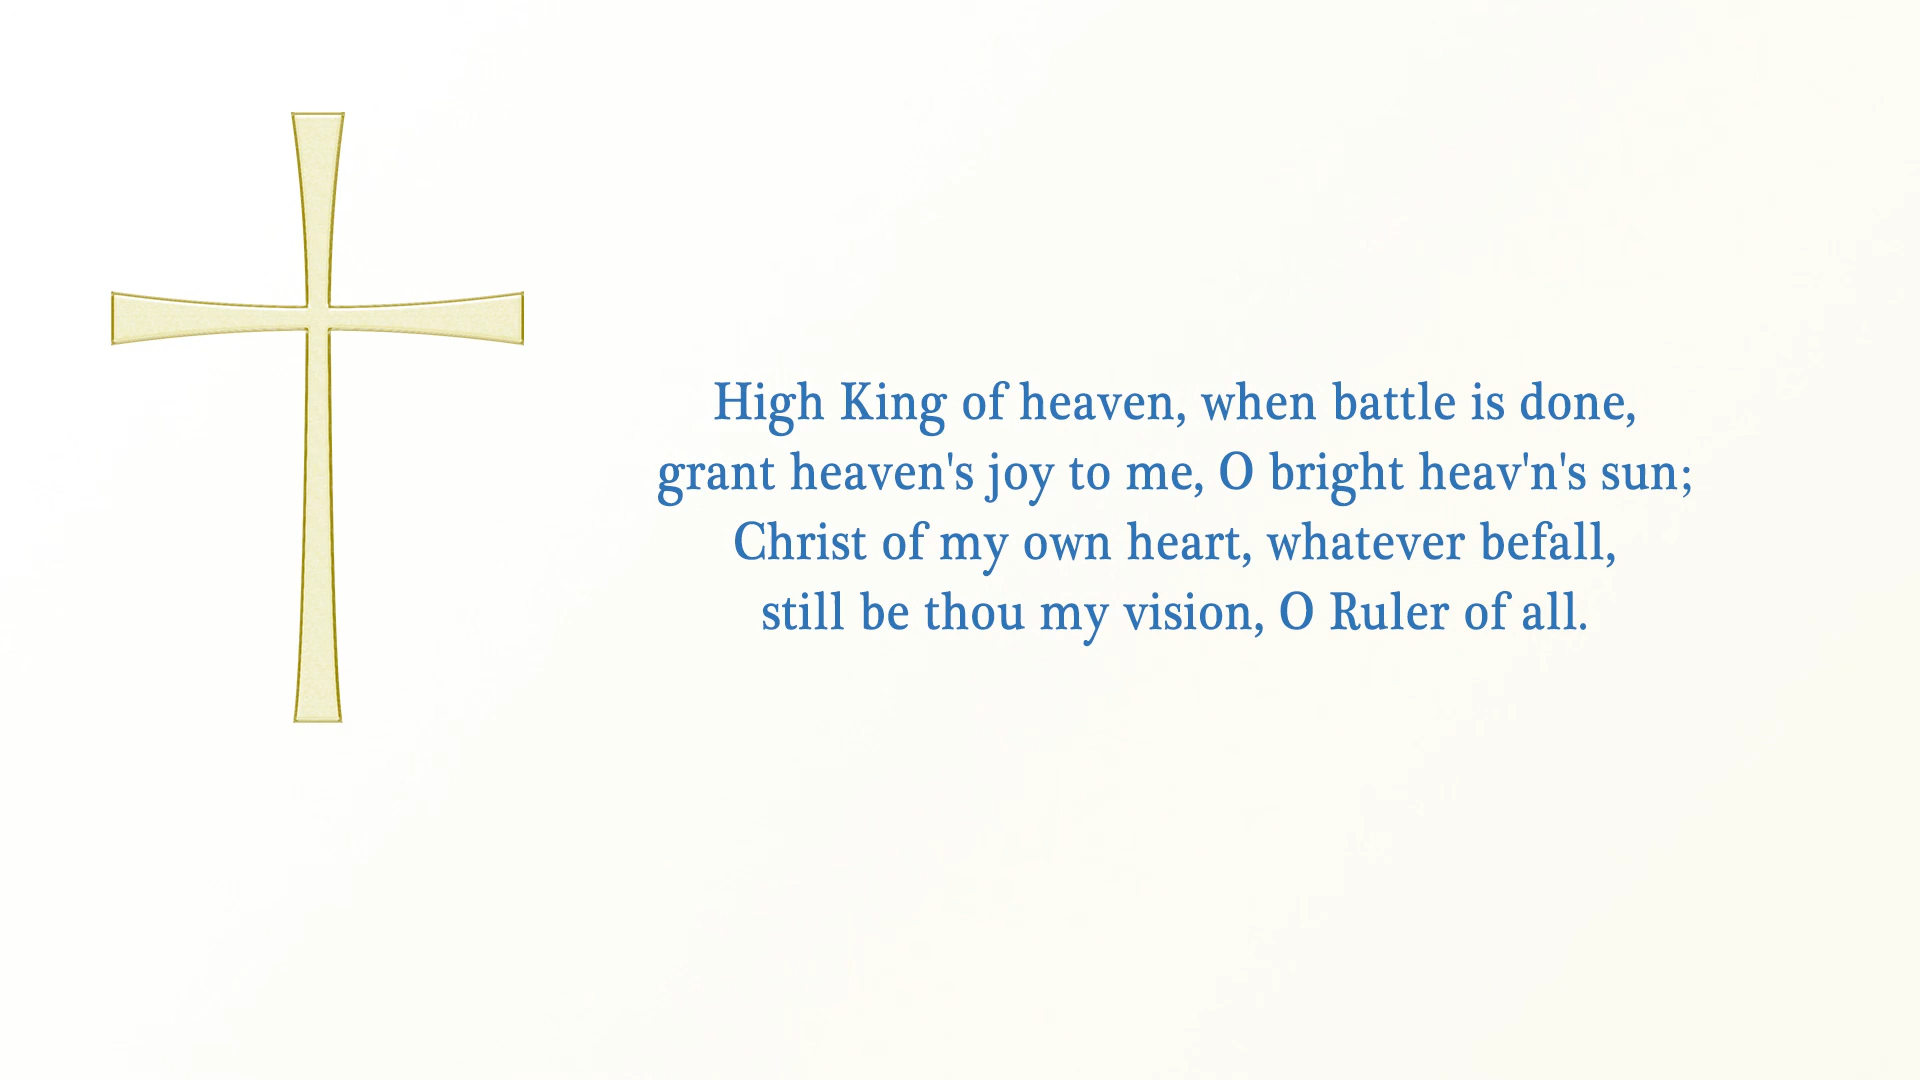 High King of heaven, when battle is done,
grant heaven's joy to me, O bright heav'n's sun;
Christ of my own heart, whatever befall,
still be thou my vision, O Ruler of all.